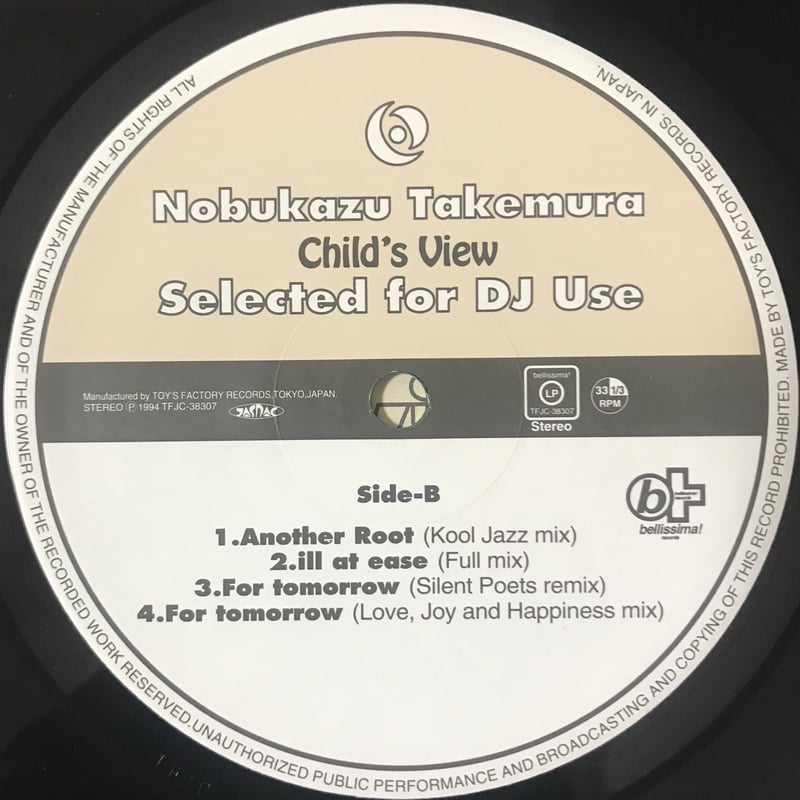 Nobukazu Takemura
Child's View
Selected for DJ Use
Manufactured by TOY'S FACTORY RECORDS,TOKYO,JAPAN.
STEREO Ⓟ 1994 TFJC-38307
JASRAC
bellissima!
LP
TFJC-38307
Stereo
33 1/3
RPM
Side-B
b
bellissima!
records
1.Another Root (Kool Jazz mix)
2.ill at ease (Full mix)
3.For tomorrow (Silent Poets remix)
4.For tomorrow (Love, Joy and Happiness mix)
ALL RIGHTS OF THE MANUFACTURER AND OF THE OWNER OF THE RECORDED WORK RESERVED.UNAUTHORIZED PUBLIC PERFORMANCE AND BROADCASTING AND COPYING OF THIS RECORD PROHIBITED. MADE BY TOY'S FACTORY RECORDS. IN JAPAN.